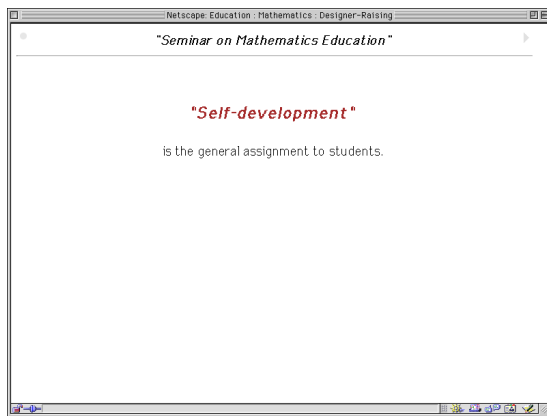 Netscape: Education : Mathematics : Designer-Raising
"Seminar on Mathematics Education"
"Self-development"
is the general assignment to students.